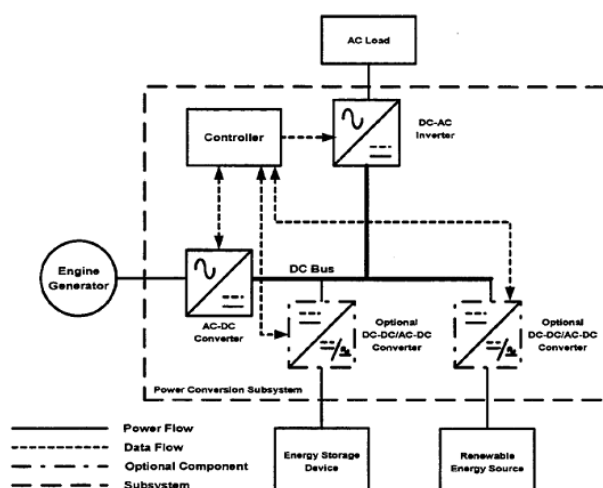 AC Load
Controller
DC-AC
Inverter
Engine
Generator
DC Bus
AC-DC
Converter
Optional
DC-DC/AC-DC
Converter
Optional
DC-DC/AC-DC
Converter
Power Conversion Subsystem
Power Flow
Data Flow
Optional Component
Subsystem
Energy Storage
Device
Renewable
Energy Source